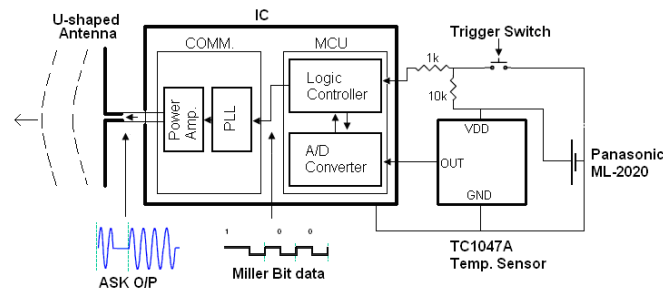 IC
U-shaped
Antenna
COMM.
MCU
Trigger Switch
Logic
Controller
1k
10k
Power
Amp.
PLL
A/D
Converter
VDD
OUT
GND
Panasonic
ML-2020
1 0 0
ASK O/P
Miller Bit data
TC1047A
Temp. Sensor